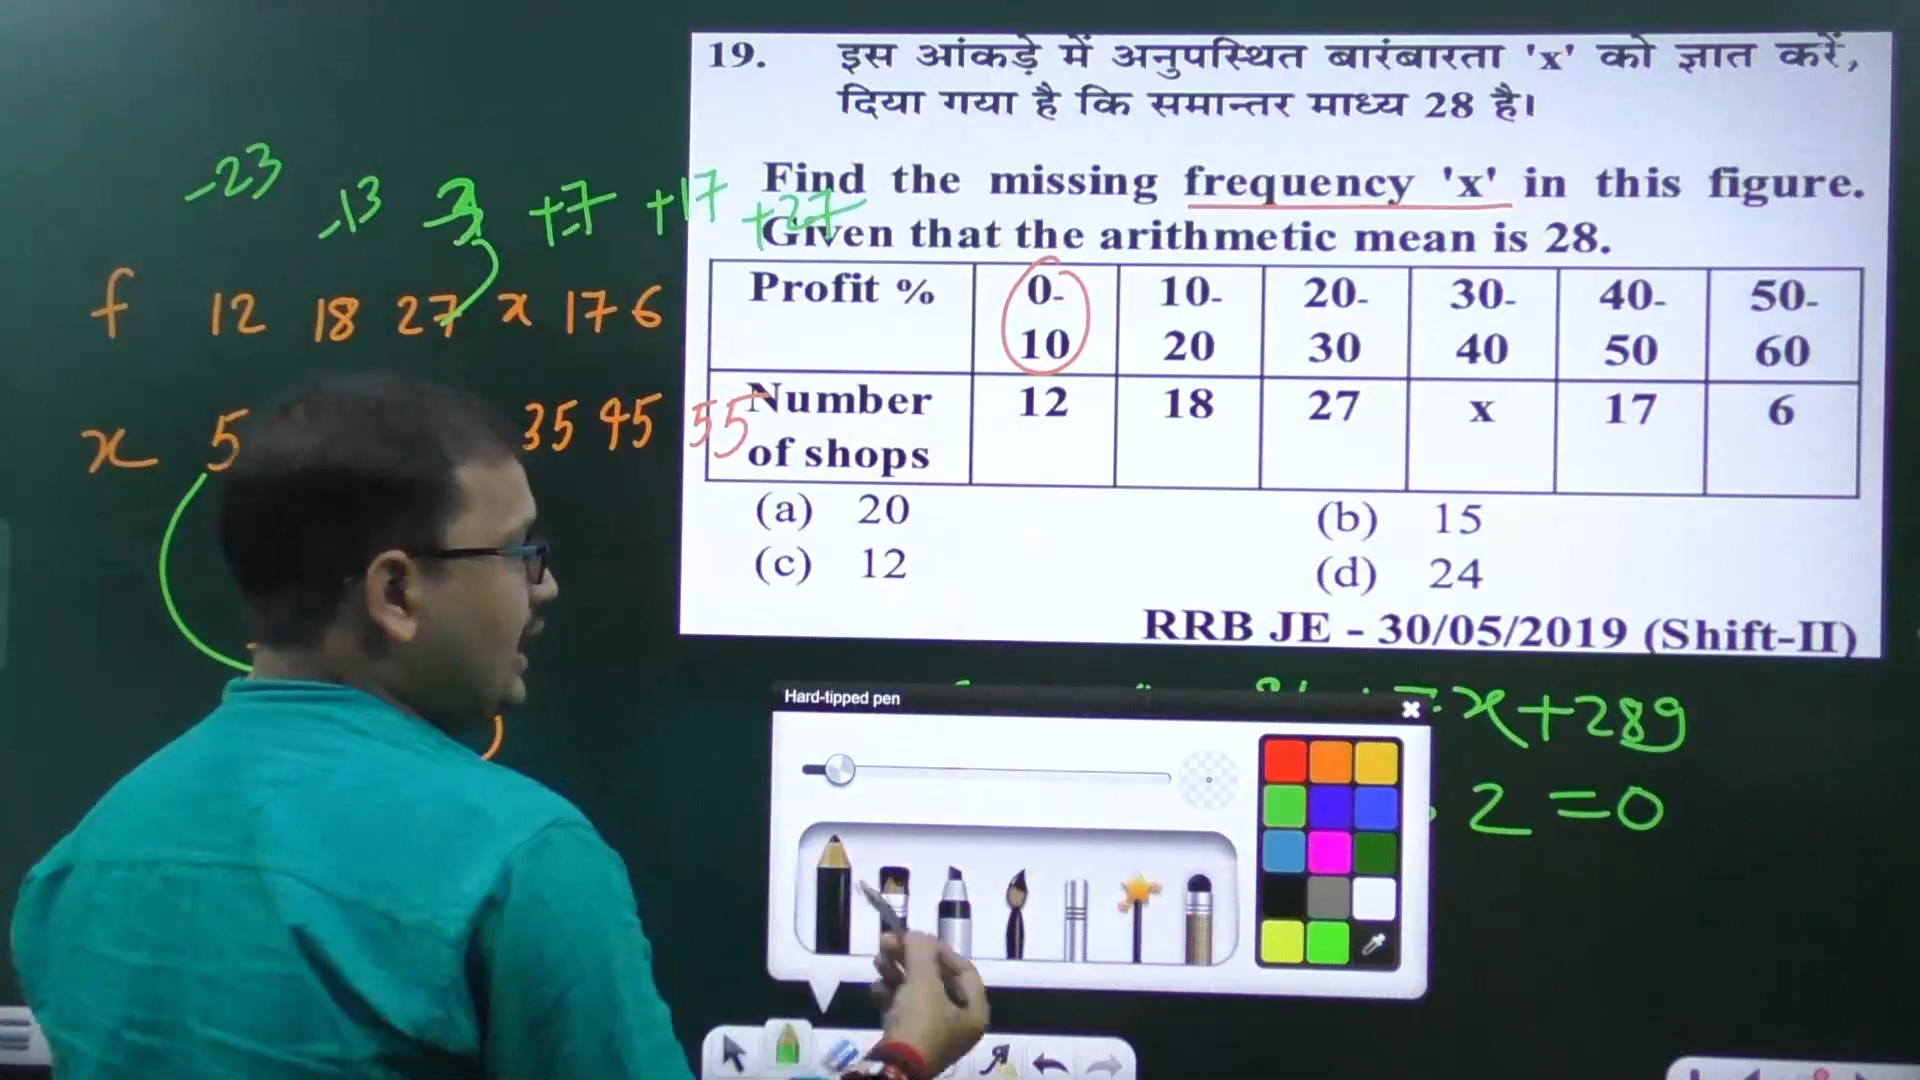 19. इस आंकड़े में अनुपस्थित बारंबारता 'x' को ज्ञात करें,
दिया गया है कि समान्तर माध्य 28 है।
Find the missing frequency 'x' in this figure.
Given that the arithmetic mean is 28.
Profit % 0-10 10-20 20-30 30-40 40-50 50-60
Number of shops 12 18 27 x 17 6
(a) 20 (b) 15
(c) 12 (d) 24
RRB JE - 30/05/2019 (Shift-II)
-23 -13 +7 +17 +27
f 12 18 27 x 17 6
x 5 35 45 55
Hard-tipped pen
x+289
2 =0